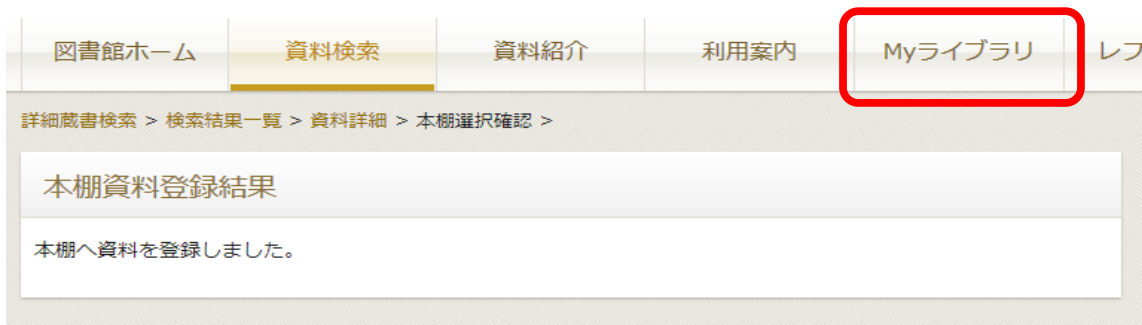 図書館ホーム 資料検索 資料紹介 利用案内 Myライブラリ レフ
詳細蔵書検索 > 検索結果一覧 > 資料詳細 > 本棚選択確認 >
本棚資料登録結果
本棚へ資料を登録しました。